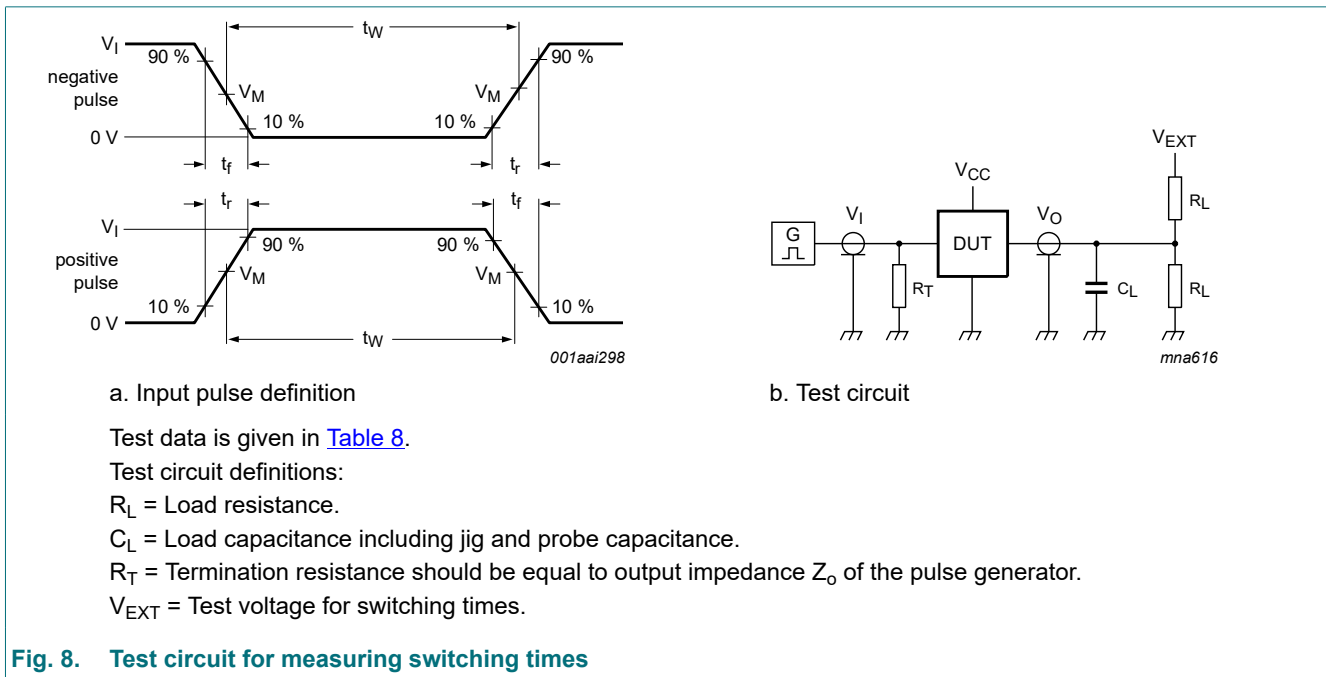 tW
VI
90 %
90 %
negative
pulse
VM
VM
10 %
10 %
0 V
tf
tr
tr
tf
VI
90 %
90 %
positive
pulse
VM
VM
10 %
10 %
0 V
tW
001aai298
VEXT
VCC
RL
VI
VO
G
DUT
RT
CL
RL
mna616
a. Input pulse definition
b. Test circuit
Test data is given in Table 8.
Test circuit definitions:
RL = Load resistance.
CL = Load capacitance including jig and probe capacitance.
RT = Termination resistance should be equal to output impedance Zo of the pulse generator.
VEXT = Test voltage for switching times.
Fig. 8. Test circuit for measuring switching times